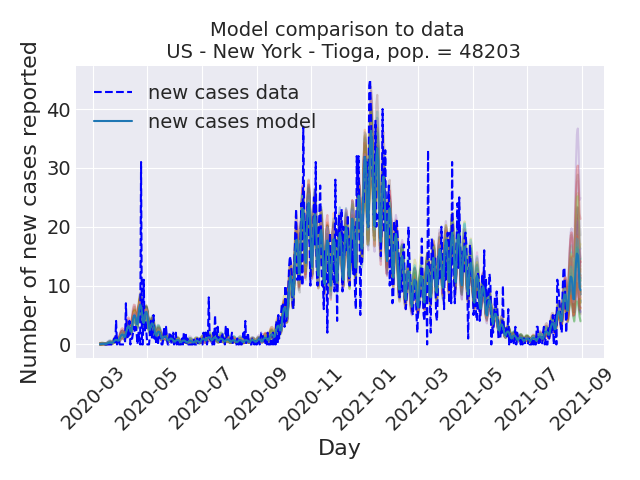 Model comparison to data
US - New York - Tioga, pop. = 48203
new cases data
new cases model
Number of new cases reported
40
30
20
10
0
2020-03
2020-05
2020-07
2020-09
2020-11
2021-01
2021-03
2021-05
2021-07
2021-09
Day